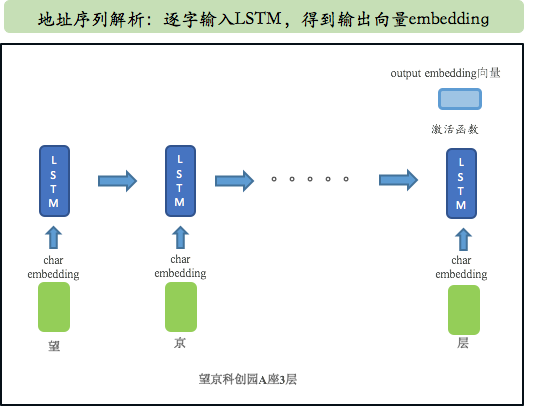 地址序列解析：逐字输入LSTM，得到输出向量embedding
output embedding向量
激活函数
LSTM
LSTM
LSTM
char embedding
char embedding
char embedding
望
京
层
望京科创园A座3层